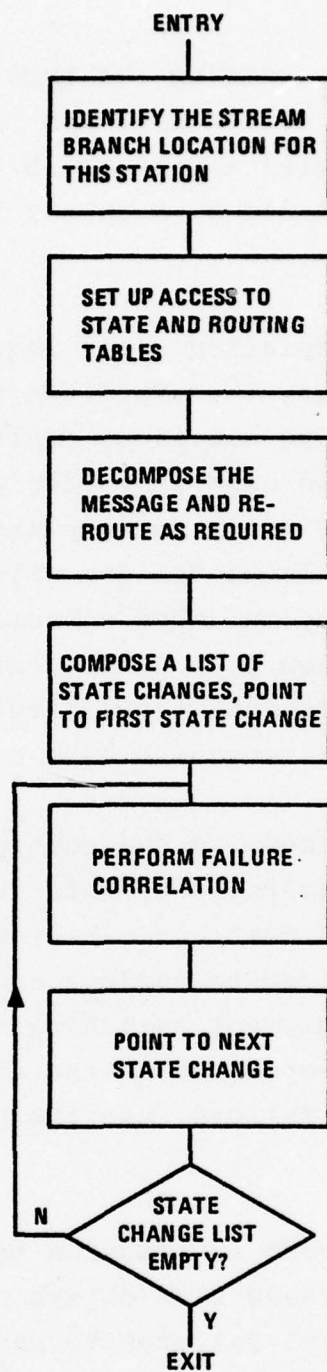 ENTRY
IDENTIFY THE STREAM
BRANCH LOCATION FOR
THIS STATION
SET UP ACCESS TO
STATE AND ROUTING
TABLES
DECOMPOSE THE
MESSAGE AND RE-
ROUTE AS REQUIRED
COMPOSE A LIST OF
STATE CHANGES, POINT
TO FIRST STATE CHANGE
PERFORM FAILURE
CORRELATION
POINT TO NEXT
STATE CHANGE
N
STATE
CHANGE LIST
EMPTY?
Y
EXIT